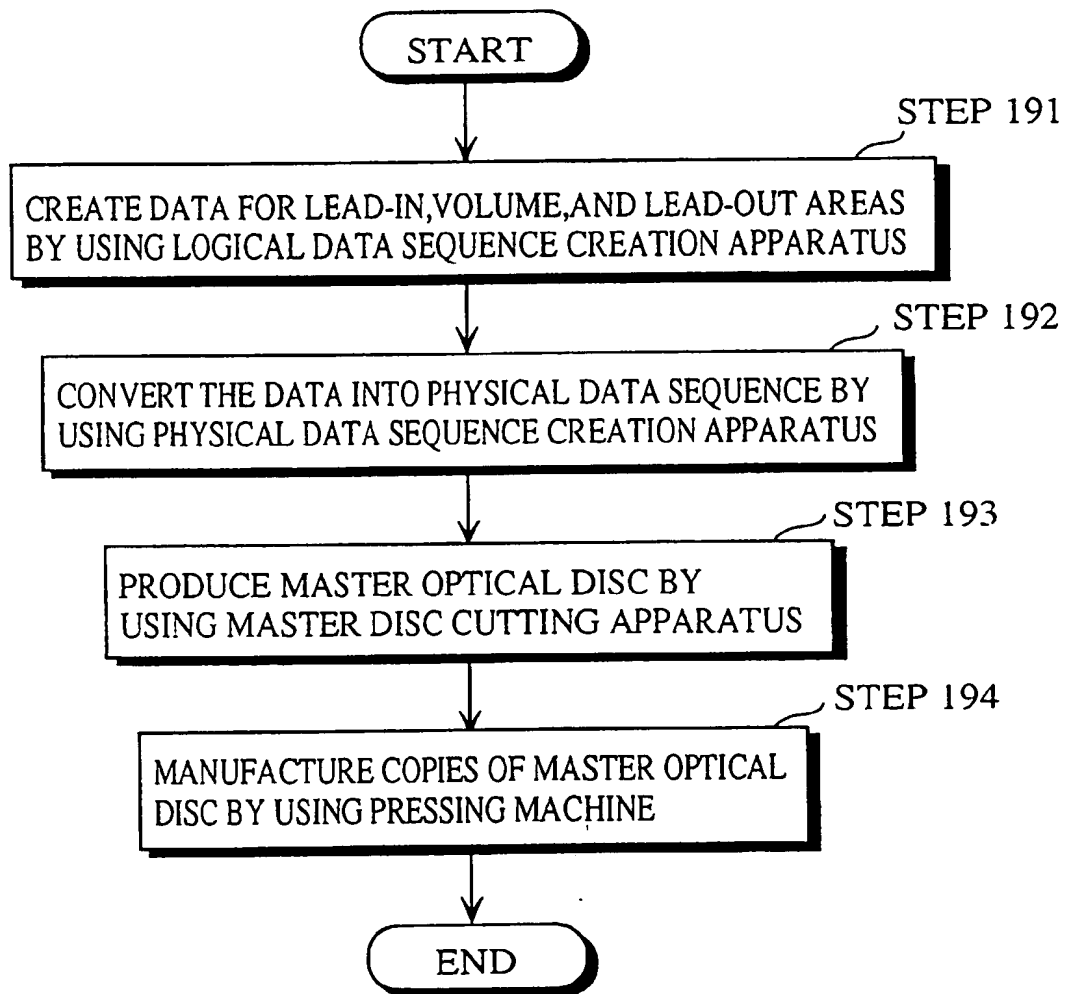 START
STEP 191
CREATE DATA FOR LEAD-IN,VOLUME,AND LEAD-OUT AREAS
BY USING LOGICAL DATA SEQUENCE CREATION APPARATUS
STEP 192
CONVERT THE DATA INTO PHYSICAL DATA SEQUENCE BY
USING PHYSICAL DATA SEQUENCE CREATION APPARATUS
STEP 193
PRODUCE MASTER OPTICAL DISC BY
USING MASTER DISC CUTTING APPARATUS
STEP 194
MANUFACTURE COPIES OF MASTER OPTICAL
DISC BY USING PRESSING MACHINE
END